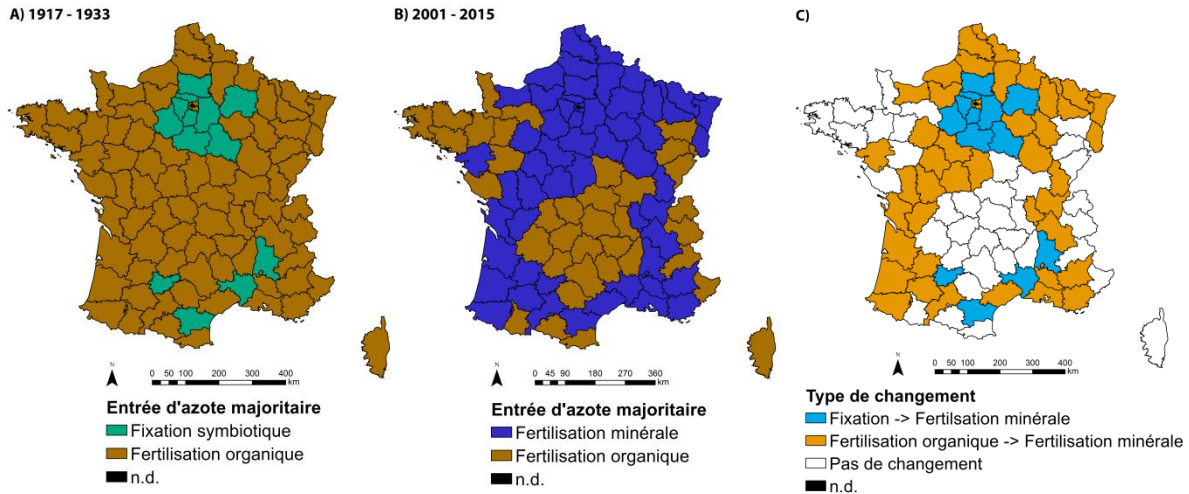 A) 1917 - 1933
N
0 50 100 200 300 400
km
Entrée d'azote majoritaire
Fixation symbiotique
Fertilisation organique
n.d.
B) 2001 - 2015
N
0 45 90 180 270 360
km
Entrée d'azote majoritaire
Fertilisation minérale
Fertilisation organique
n.d.
C)
N
0 50 100 200 300 400
km
Type de changement
Fixation -> Fertilsation minérale
Fertilisation organique -> Fertilisation minérale
Pas de changement
n.d.